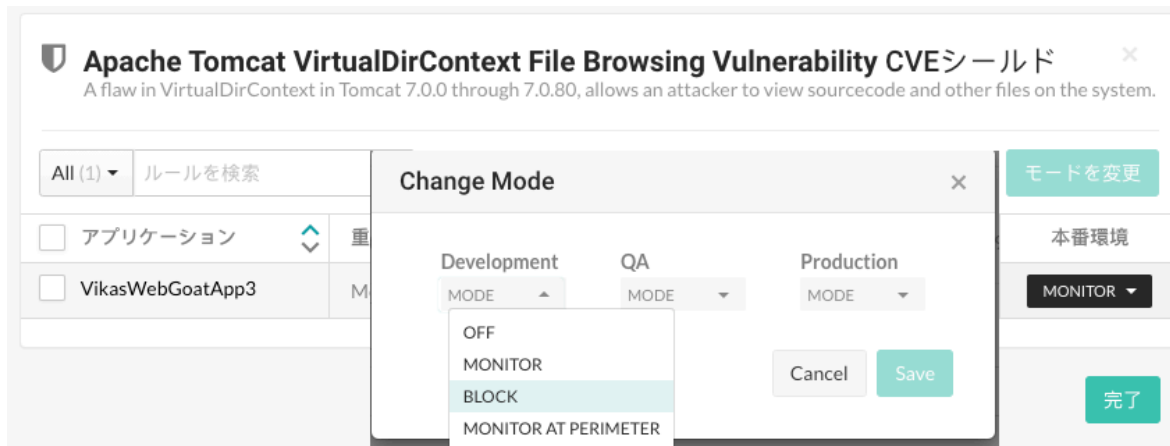 Apache Tomcat VirtualDirContext File Browsing Vulnerability CVEシールド
A flaw in VirtualDirContext in Tomcat 7.0.0 through 7.0.80, allows an attacker to view sourcecode and other files on the system.
All (1) ルールを検索
モードを変更
Change Mode
アプリケーション 重
本番環境
Development QA Production
VikasWebGoatApp3
MODE MODE MODE
MONITOR
OFF
MONITOR
BLOCK
MONITOR AT PERIMETER
Cancel Save
完了